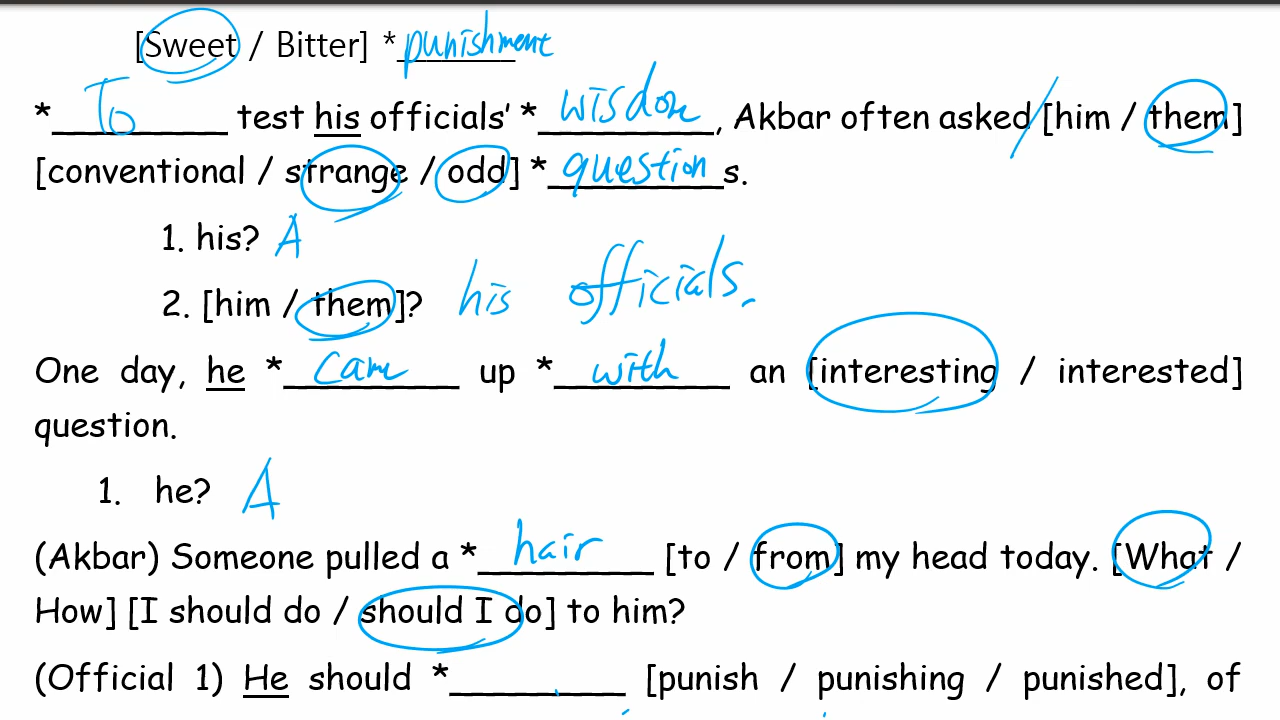 [Sweet / Bitter] *punishment
*To test his officials’ *wisdom, Akbar often asked / [him / them]
[conventional / strange / odd] *questions.
1. his? A
2. [him / them]? his officials.
One day, he *came up *with an [interesting / interested]
question.
1. he? A
(Akbar) Someone pulled a *hair [to / from] my head today. [What /
How] [I should do / should I do] to him?
(Official 1) He should *_________ [punish / punishing / punished], of